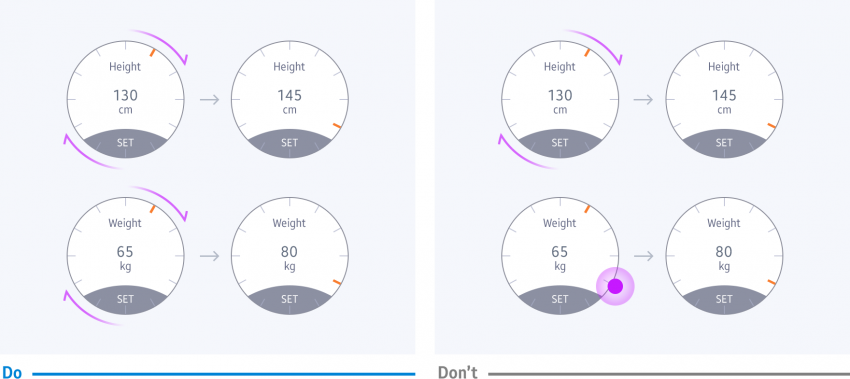 Height
130
cm
SET
Height
145
cm
SET
Weight
65
kg
SET
Weight
80
kg
SET
Do
Height
130
cm
SET
Height
145
cm
SET
Weight
65
kg
SET
Weight
80
kg
SET
Don't